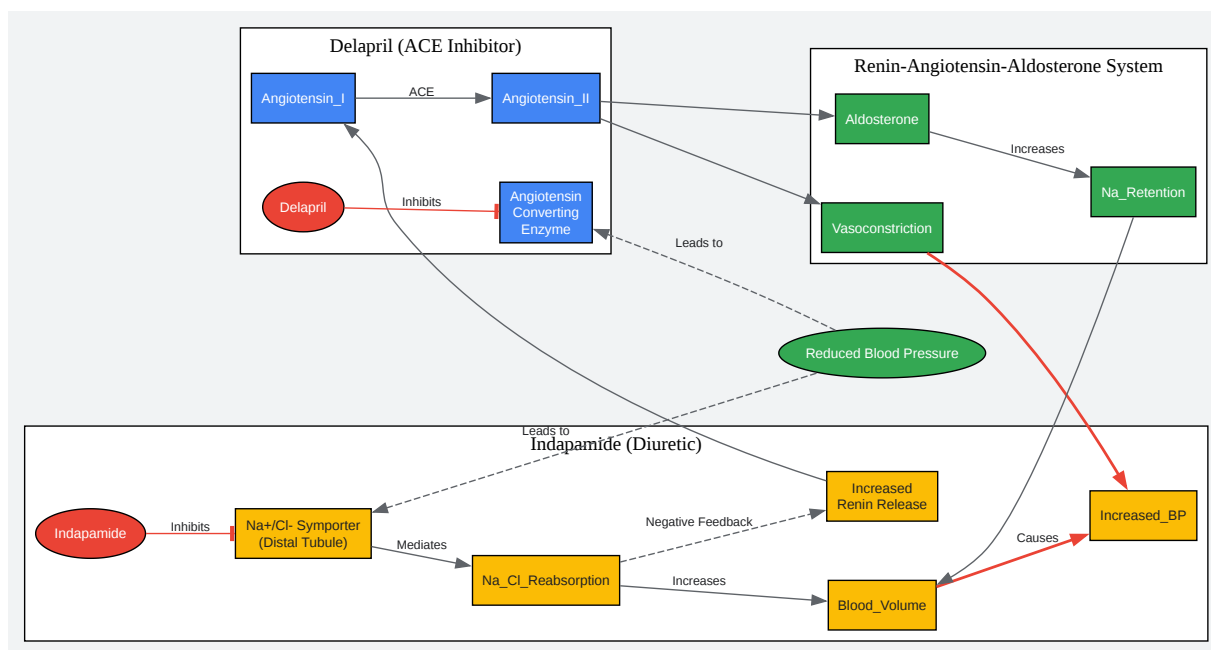 Delapril (ACE Inhibitor)
Angiotensin_I
ACE
Angiotensin_II
Delapril
Inhibits
Angiotensin
Converting
Enzyme
Renin-Angiotensin-Aldosterone System
Aldosterone
Increases
Na_Retention
Vasoconstriction
Leads to
Reduced Blood Pressure
Leads to
Indapamide (Diuretic)
Indapamide
Inhibits
Na+/Cl- Symporter
(Distal Tubule)
Mediates
Na_Cl_Reabsorption
Negative Feedback
Increased
Renin Release
Increases
Blood_Volume
Causes
Increased_BP